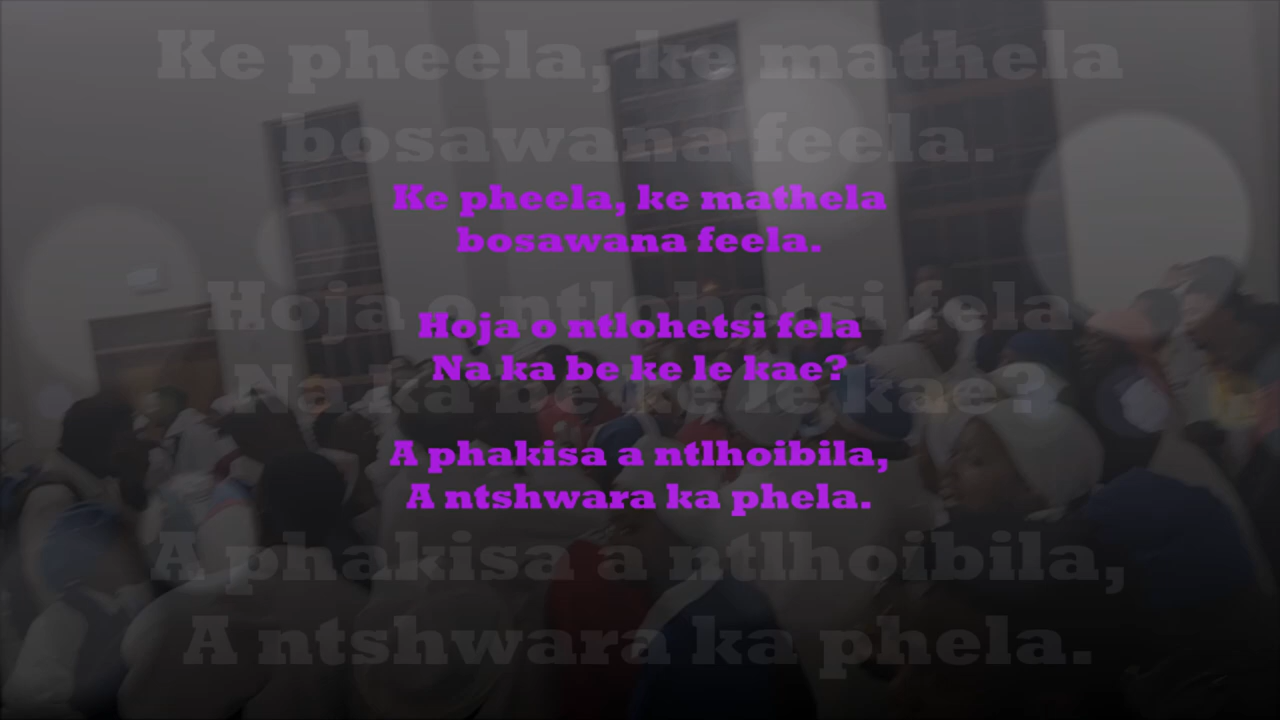 Ke pheela, ke mathela
bosawana feela.
Hoja o ntlohetsi fela
Na ka be ke le kae?
A phakisa a ntlhoibila,
A ntshwara ka phela.